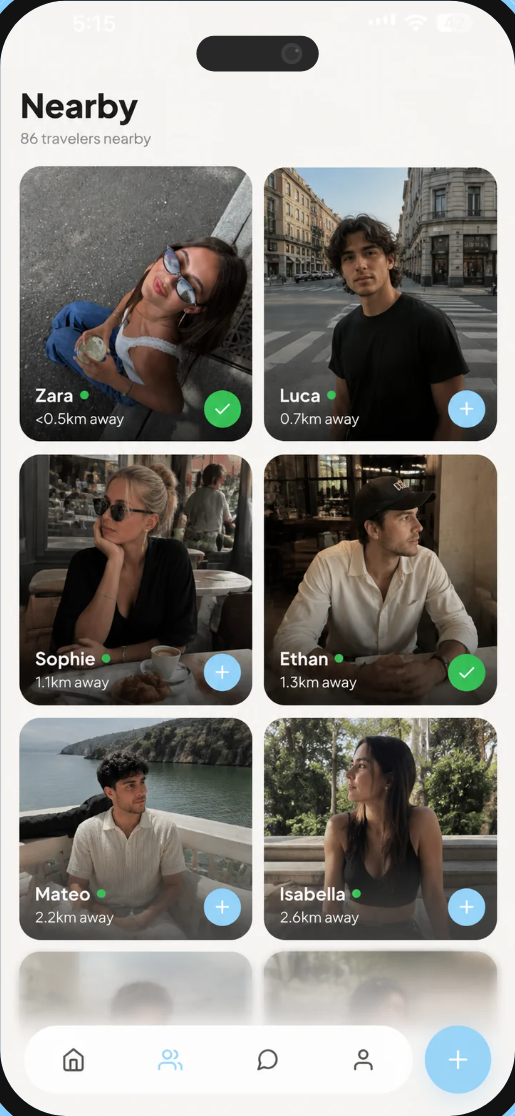 5:15
Nearby
86 travelers nearby
Zara
<0.5km away
Luca
0.7km away
Sophie
1.1km away
Ethan
1.3km away
Mateo
2.2km away
Isabella
2.6km away